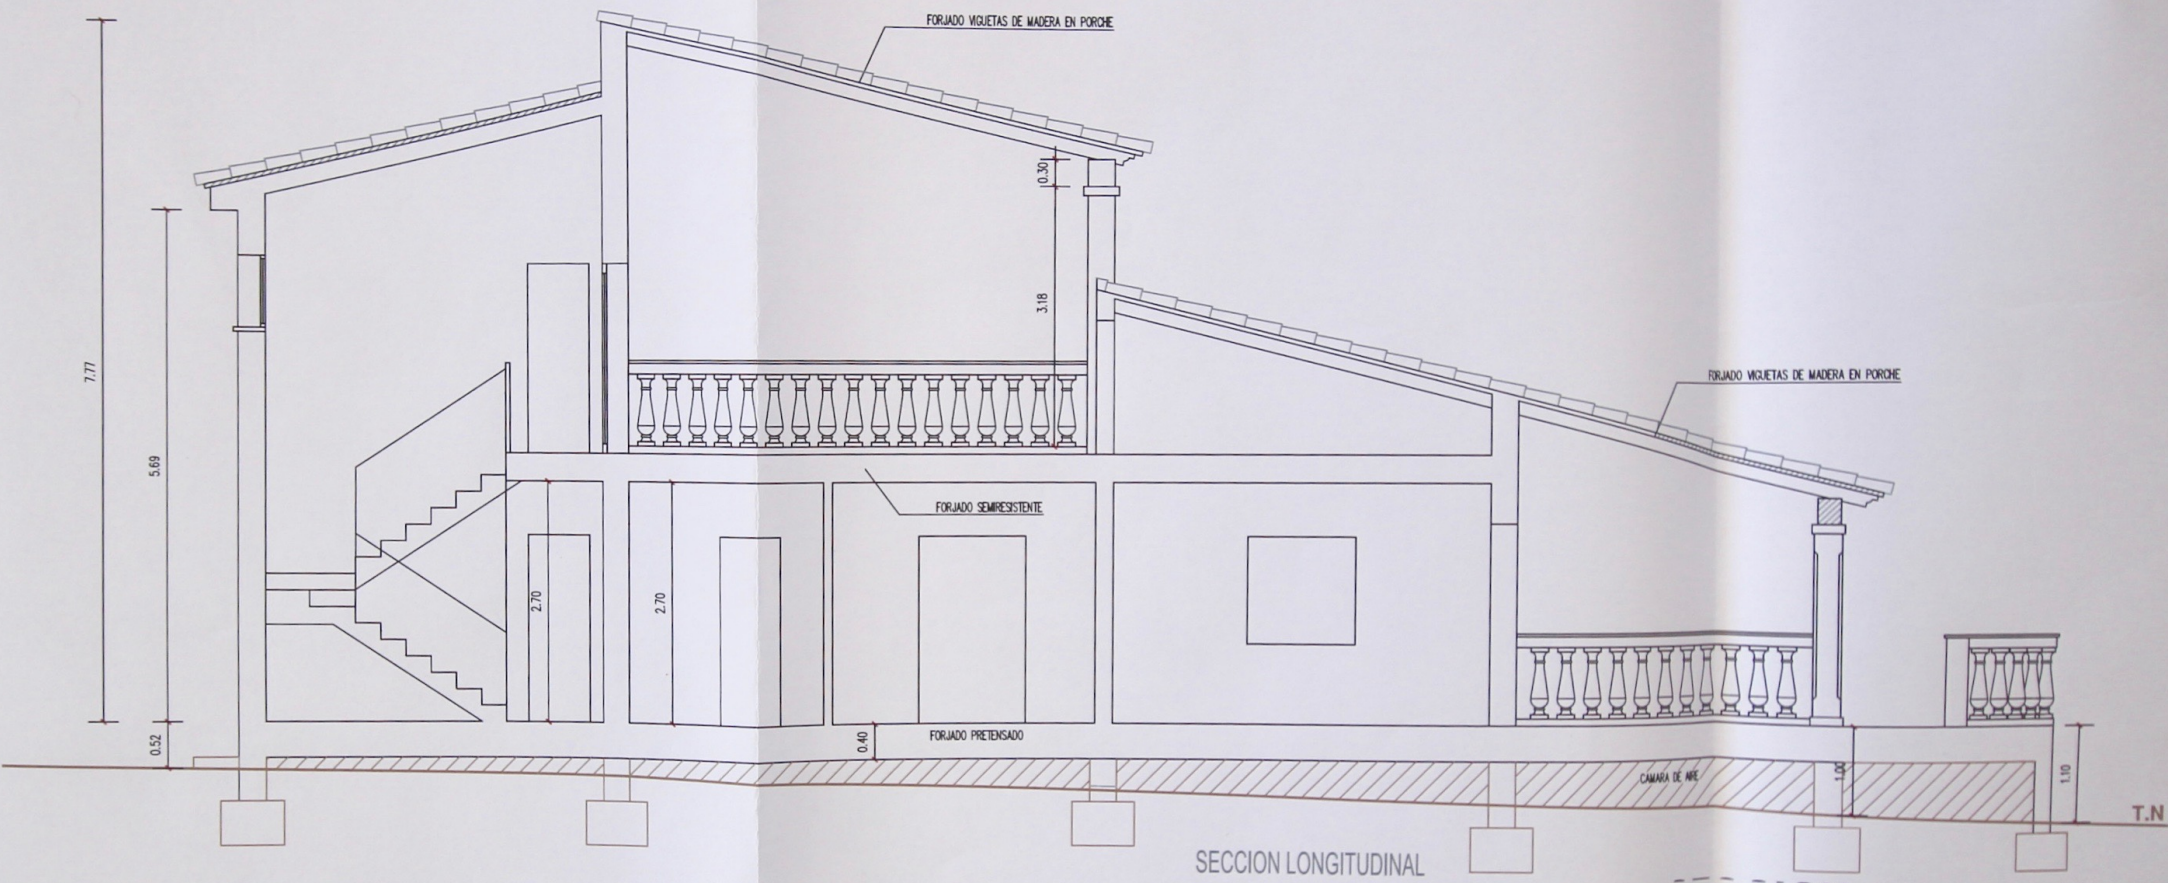 FORJADO VIGUETAS DE MADERA EN PORCHE
0.30
3.18
7.77
FORJADO VIGUETAS DE MADERA EN PORCHE
5.69
FORJADO SEMIRESISTENTE
2.70
2.70
0.52
0.40
FORJADO PRETENSADO
CAMARA DE AIRE
1.00
1.10
T.N
SECCION LONGITUDINAL